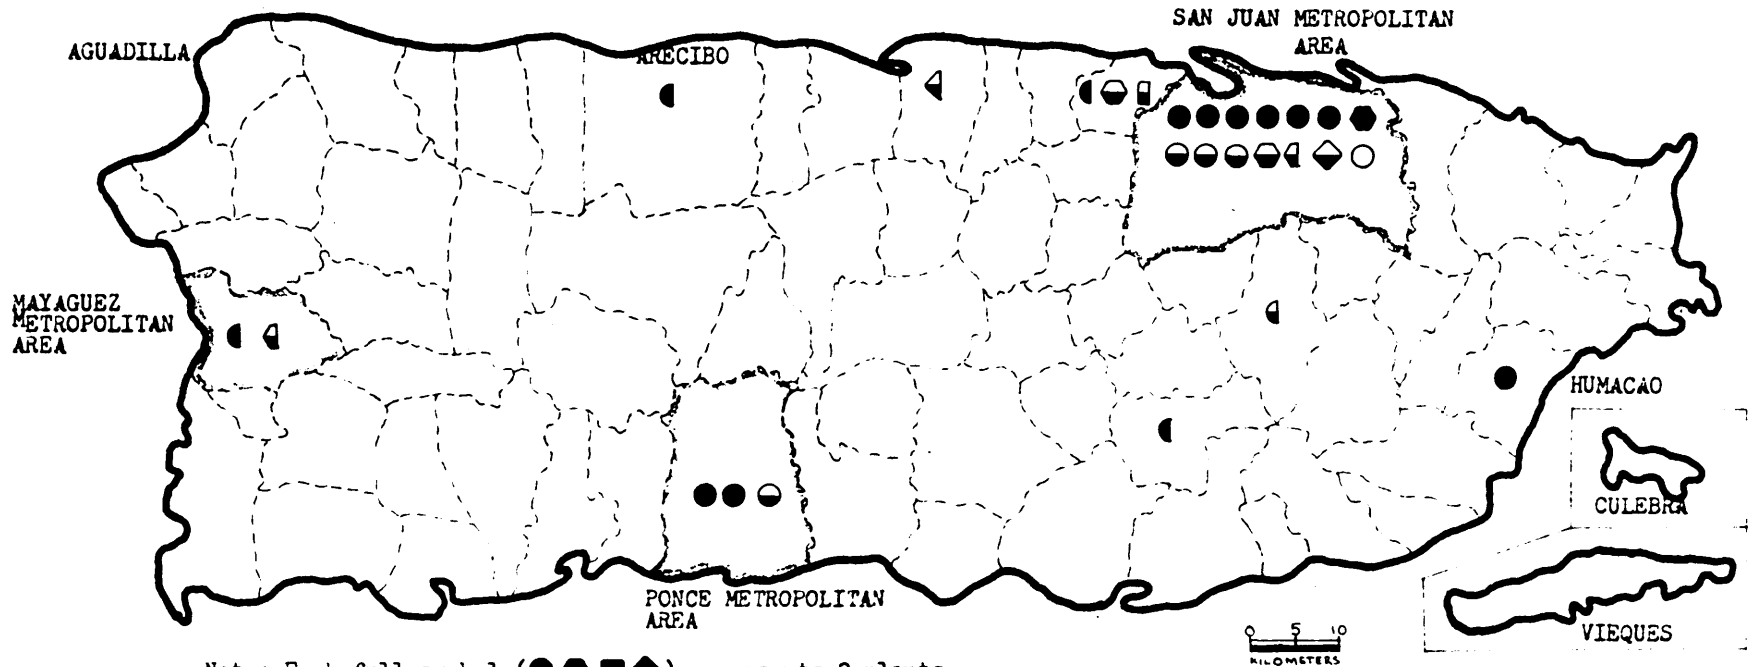 SAN JUAN METROPOLITAN
AREA
AGUADILLA
ARECIBO
MAYAGUEZ
METROPOLITAN
AREA
HUMACAO
CULEBRA
PONCE METROPOLITAN
AREA
0 5 10
KILOMETERS
VIEQUES